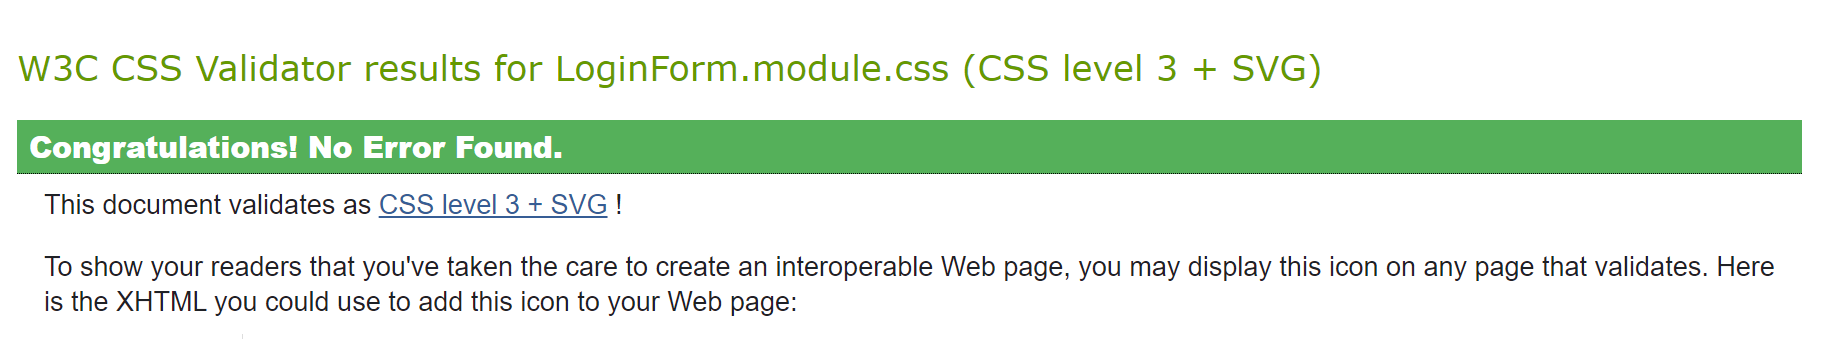 W3C CSS Validator results for LoginForm.module.css (CSS level 3 + SVG)
Congratulations! No Error Found.
This document validates as CSS level 3 + SVG !
To show your readers that you've taken the care to create an interoperable Web page, you may display this icon on any page that validates. Here
is the XHTML you could use to add this icon to your Web page: